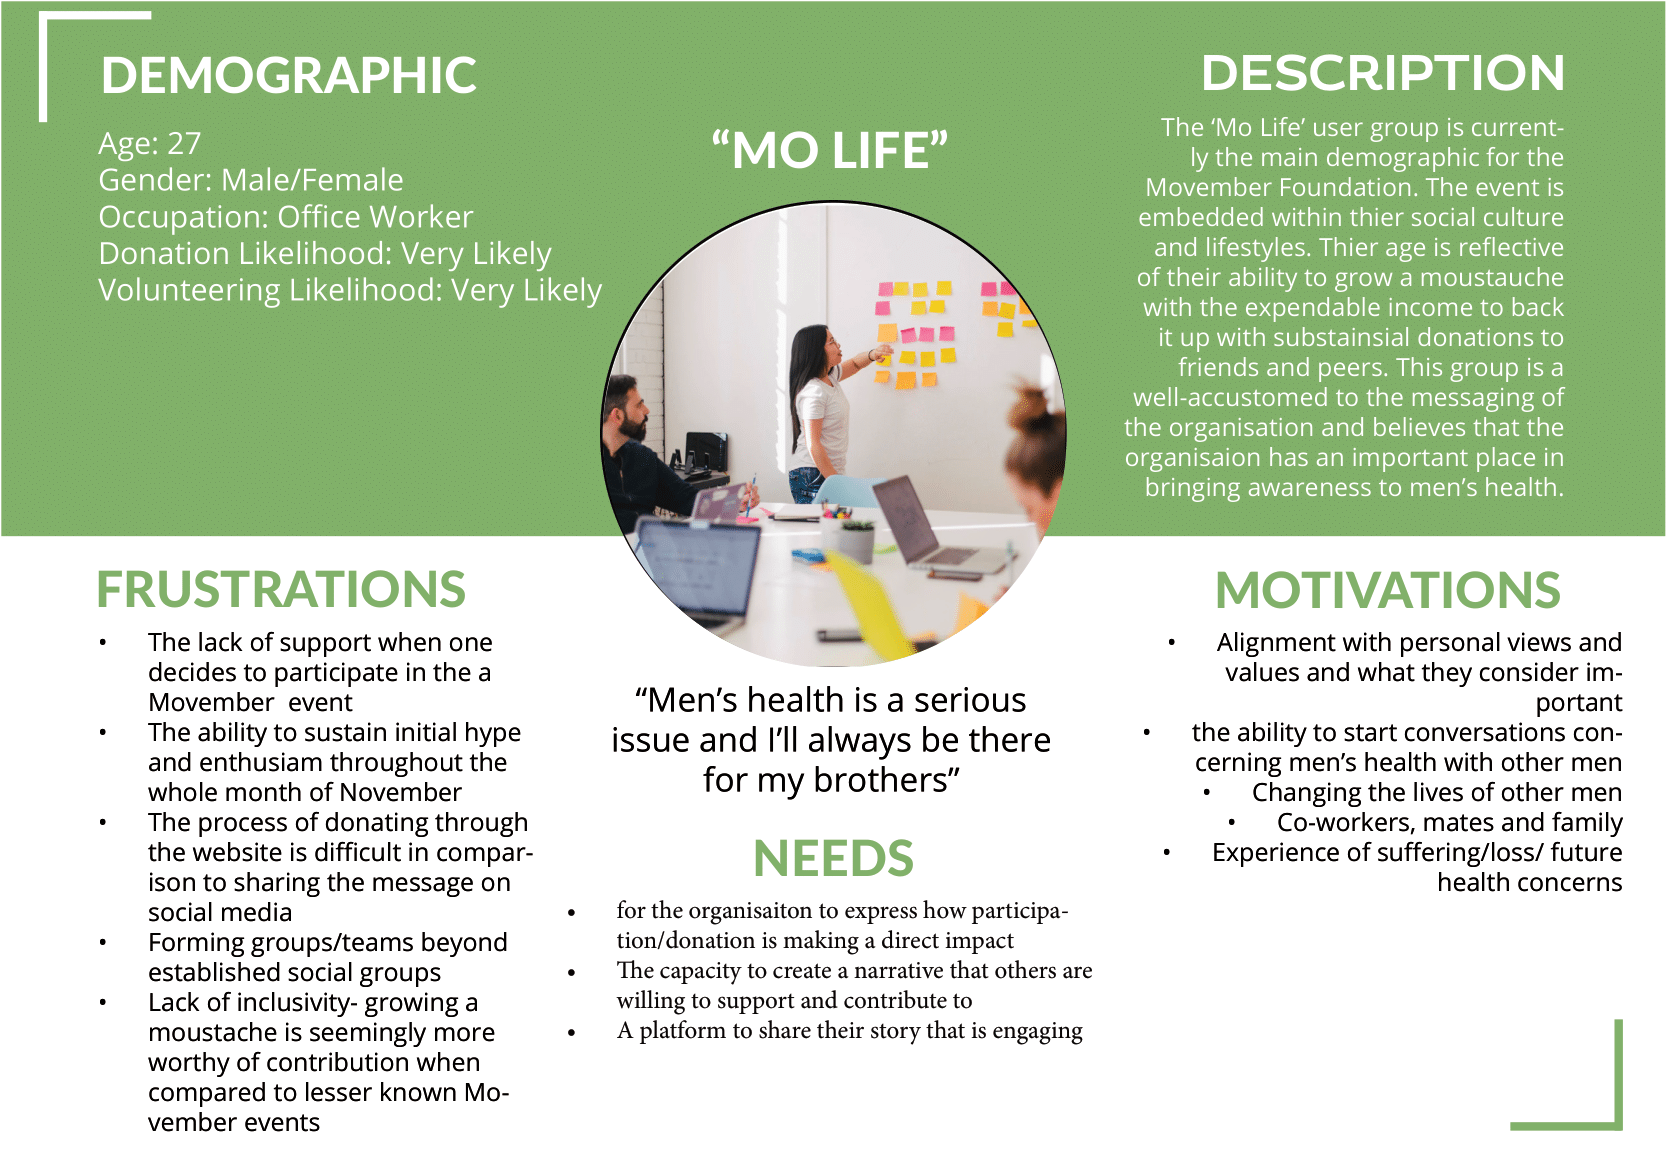 DEMOGRAPHIC
Age: 27
Gender: Male/Female
Occupation: Office Worker
Donation Likelihood: Very Likely
Volunteering Likelihood: Very Likely
“MO LIFE”
DESCRIPTION
The ‘Mo Life’ user group is current-
ly the main demographic for the
Movember Foundation. The event is
embedded within thier social culture
and lifestyles. Thier age is reflective
of their ability to grow a moustauche
with the expendable income to back
it up with substainsial donations to
friends and peers. This group is a
well-accustomed to the messaging of
the organisation and believes that the
organisaion has an important place in
bringing awareness to men’s health.
FRUSTRATIONS
• The lack of support when one
decides to participate in the a
Movember  event
• The ability to sustain initial hype
and enthusiam throughout the
whole month of November
• The process of donating through
the website is difficult in compar-
ison to sharing the message on
social media
• Forming groups/teams beyond
established social groups
• Lack of inclusivity- growing a
moustache is seemingly more
worthy of contribution when
compared to lesser known Mo-
vember events
“Men’s health is a serious
issue and I’ll always be there
for my brothers”
NEEDS
• for the organisaiton to express how participa-
tion/donation is making a direct impact
• The capacity to create a narrative that others are
willing to support and contribute to
• A platform to share their story that is engaging
MOTIVATIONS
• Alignment with personal views and
values and what they consider im-
portant
• the ability to start conversations con-
cerning men’s health with other men
• Changing the lives of other men
• Co-workers, mates and family
• Experience of suffering/loss/ future
health concerns